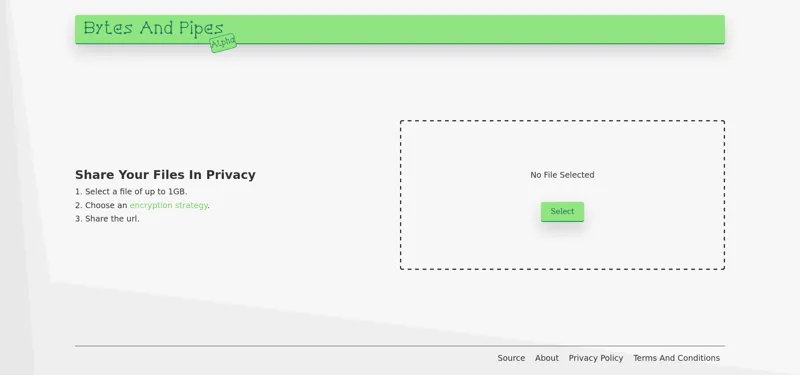 Bytes And Pipes
Alpha
Share Your Files In Privacy
1. Select a file of up to 1GB.
2. Choose an encryption strategy.
3. Share the url.
No File Selected
Select
Source About Privacy Policy Terms And Conditions